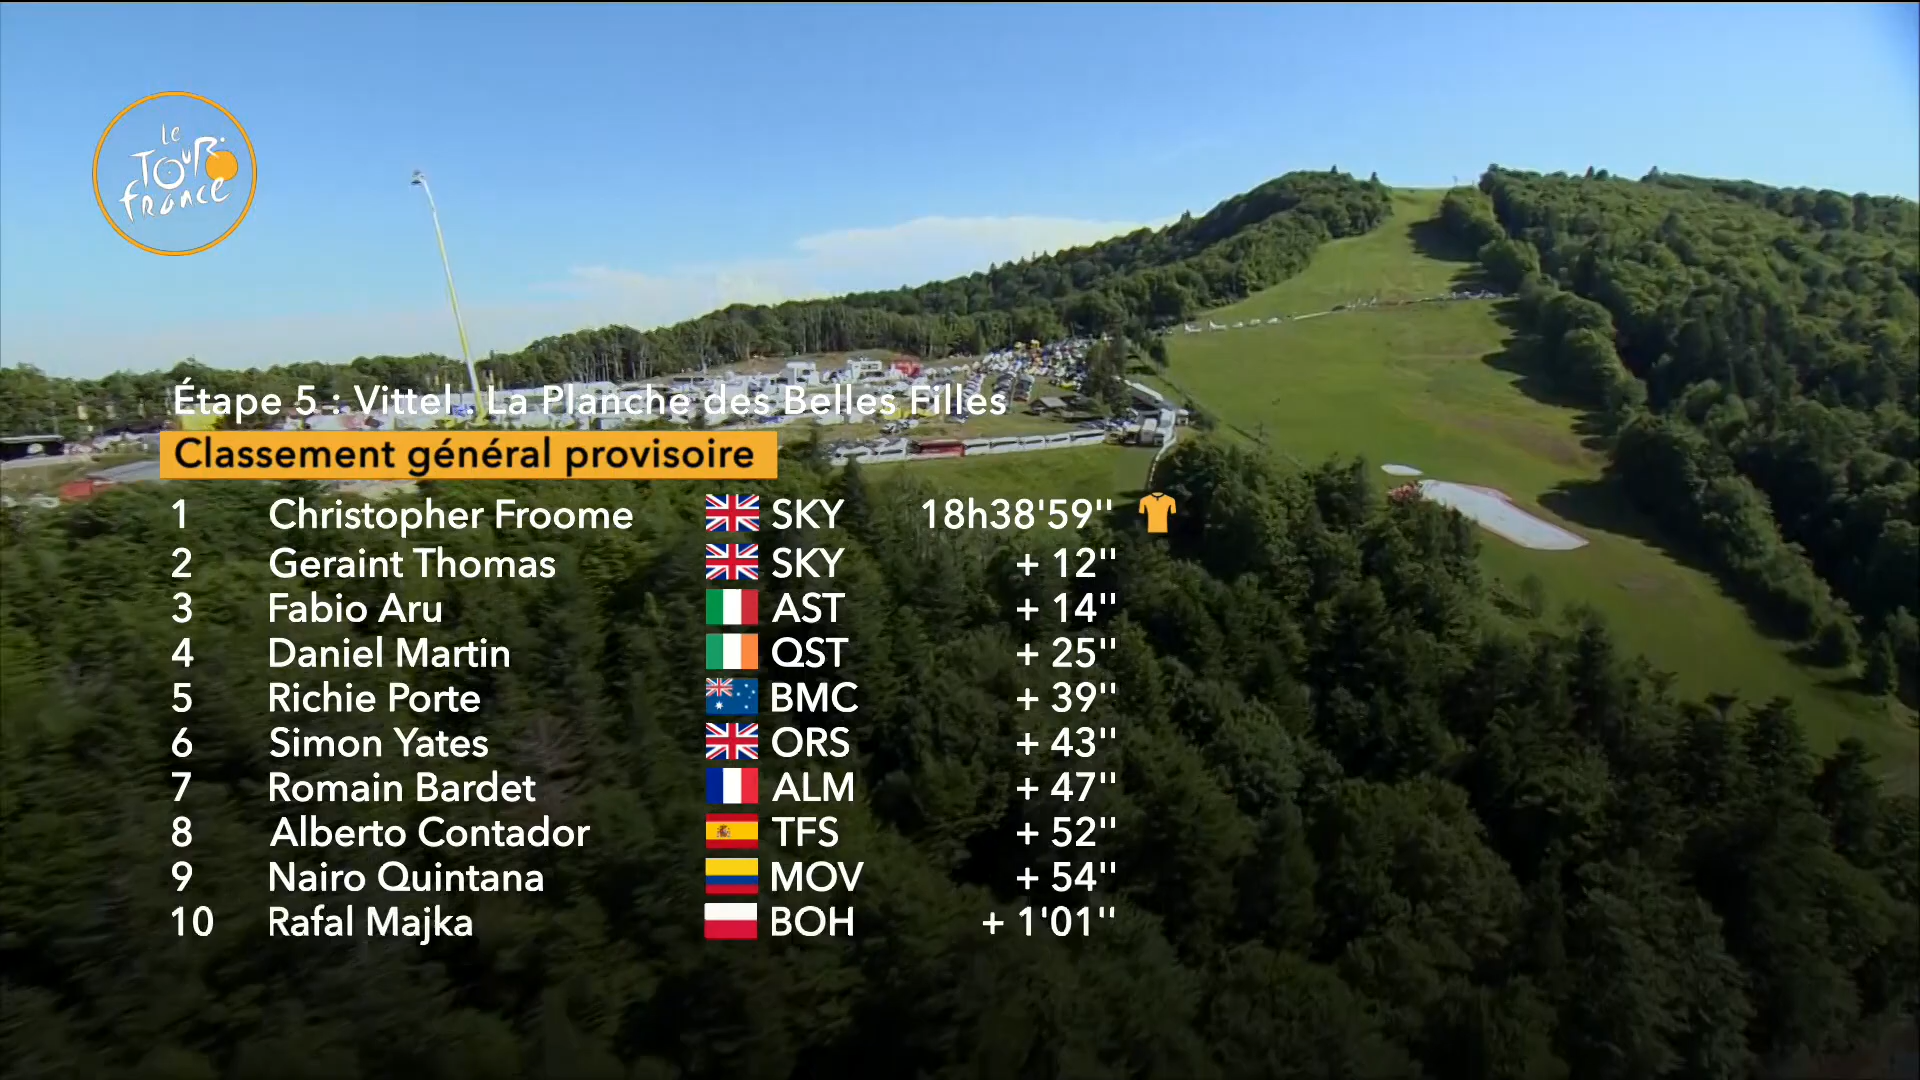 Le
Tour
de
france
Étape 5 : Vittel . La Planche des Belles Filles
Classement général provisoire
1 Christopher Froome SKY 18h38'59''
2 Geraint Thomas SKY + 12''
3 Fabio Aru AST + 14''
4 Daniel Martin QST + 25''
5 Richie Porte BMC + 39''
6 Simon Yates ORS + 43''
7 Romain Bardet ALM + 47''
8 Alberto Contador TFS + 52''
9 Nairo Quintana MOV + 54''
10 Rafal Majka BOH + 1'01''